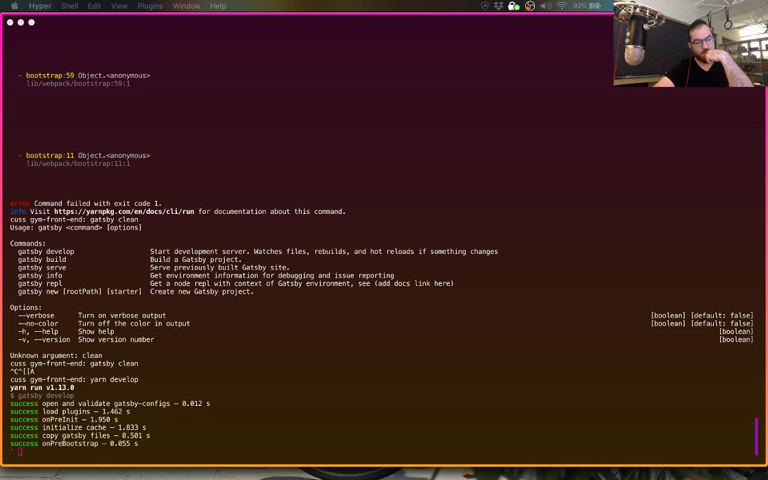 Hyper Shell Edit View Plugins Window Help 92%
— bootstrap:59 Object.<anonymous>
lib/webpack/bootstrap:59:1
— bootstrap:11 Object.<anonymous>
lib/webpack/bootstrap:11:1
error Command failed with exit code 1.
info Visit https://yarnpkg.com/en/docs/cli/run for documentation about this command.
cuss gym-front-end: gatsby clean
Usage: gatsby <command> [options]
Commands:
gatsby develop Start development server. Watches files, rebuilds, and hot reloads if something changes
gatsby build Build a Gatsby project.
gatsby serve Serve previously built Gatsby site.
gatsby info Get environment information for debugging and issue reporting
gatsby repl Get a node repl with context of Gatsby environment, see (add docs link here)
gatsby new [rootPath] [starter] Create new Gatsby project.
Options:
--verbose Turn on verbose output [boolean] [default: false]
--no-color Turn off the color in output [boolean] [default: false]
-h, --help Show help [boolean]
-v, --version Show version number [boolean]
Unknown argument: clean
cuss gym-front-end: gatsby clean
^C^[[A
cuss gym-front-end: yarn develop
yarn run v1.13.0
$ gatsby develop
success open and validate gatsby-configs — 0.012 s
success load plugins — 1.462 s
success onPreInit — 1.950 s
success initialize cache — 1.833 s
success copy gatsby files — 0.501 s
success onPreBootstrap — 0.055 s